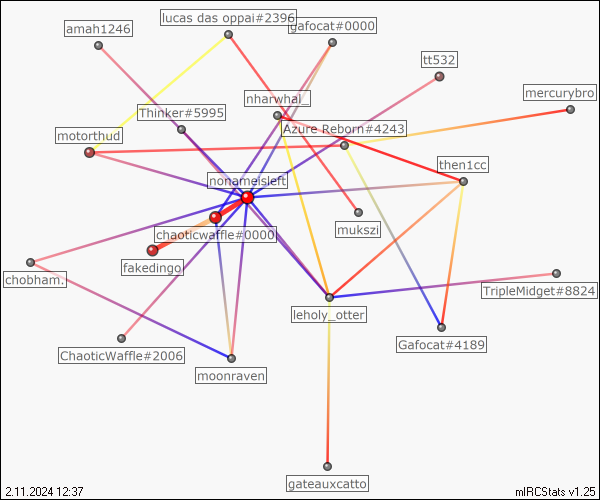 lucas das oppai#2396
amah1246
gafocat#0000
tt532
mercurybro
nharwhal_
Thinker#5995
Azure Reborn#4243
motorthud
then1cc
nonameisleft
mukszi
chaoticwaffle#0000
fakedingo
chobham.
TripleMidget#8824
leholy_otter
Gafocat#4189
ChaoticWaffle#2006
moonraven
gateauxcatto
2.11.2024 12:37
mIRCStats v1.25